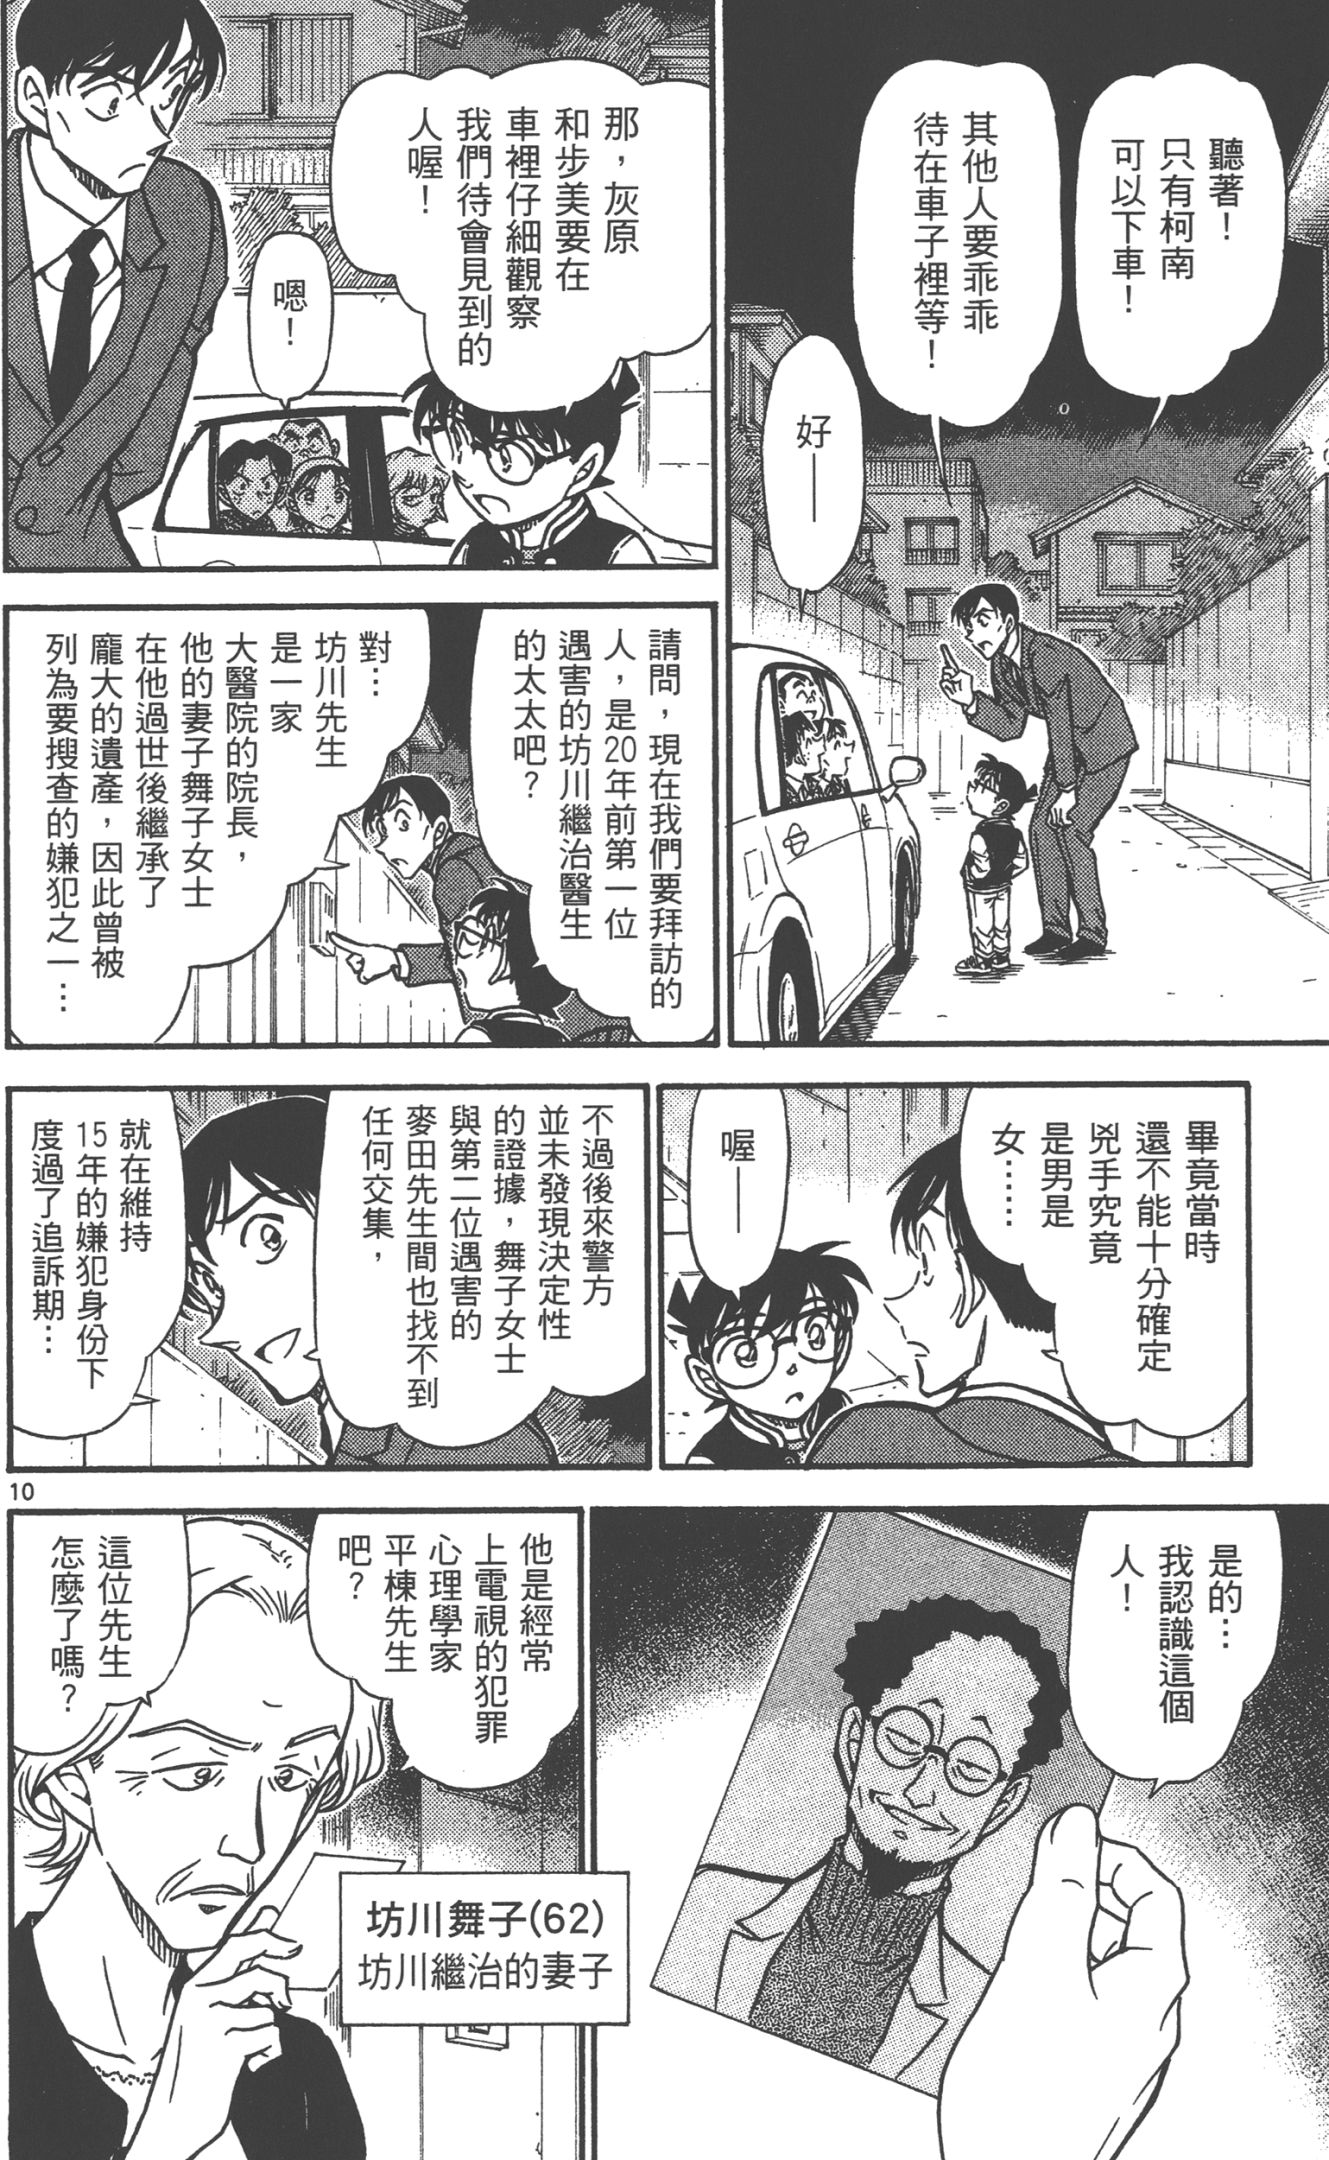 聽著！
只有柯南
可以下車！
其他人要乖乖
待在車子裡等！
好——
那，灰原
和步美要在
車裡仔細觀察
我們待會見到的
人喔！
嗯！
請問，現在我們要拜訪的
人，是20年前第一位
遇害的坊川繼治醫生
的太太吧？
對…
坊川先生
是一家
大醫院的院長，
他的妻子舞子女士
在他過世後繼承了
龐大的遺產，因此曾被
列為要搜查的嫌犯之一…
畢竟當時
還不能十分確定
兇手究竟
是男是
女……
喔——
不過後來警方
並未發現決定性
的證據，舞子女士
與第二位遇害的
麥田先生間也找不到
任何交集，
就在維持
15年的嫌犯身份下
度過了追訴期…
10
是的…
我認識這個
人！
他是經常
上電視的犯罪
心理學家
平棟先生
吧？
這位先生
怎麼了嗎？
坊川舞子(62)
坊川繼治的妻子